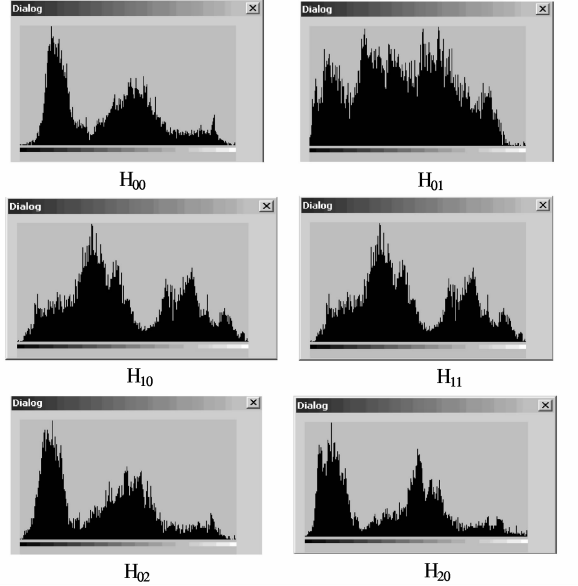 Dialog
Dialog
H₀₀
H₀₁
Dialog
Dialog
H₁₀
H₁₁
Dialog
Dialog
H₀₂
H₂₀